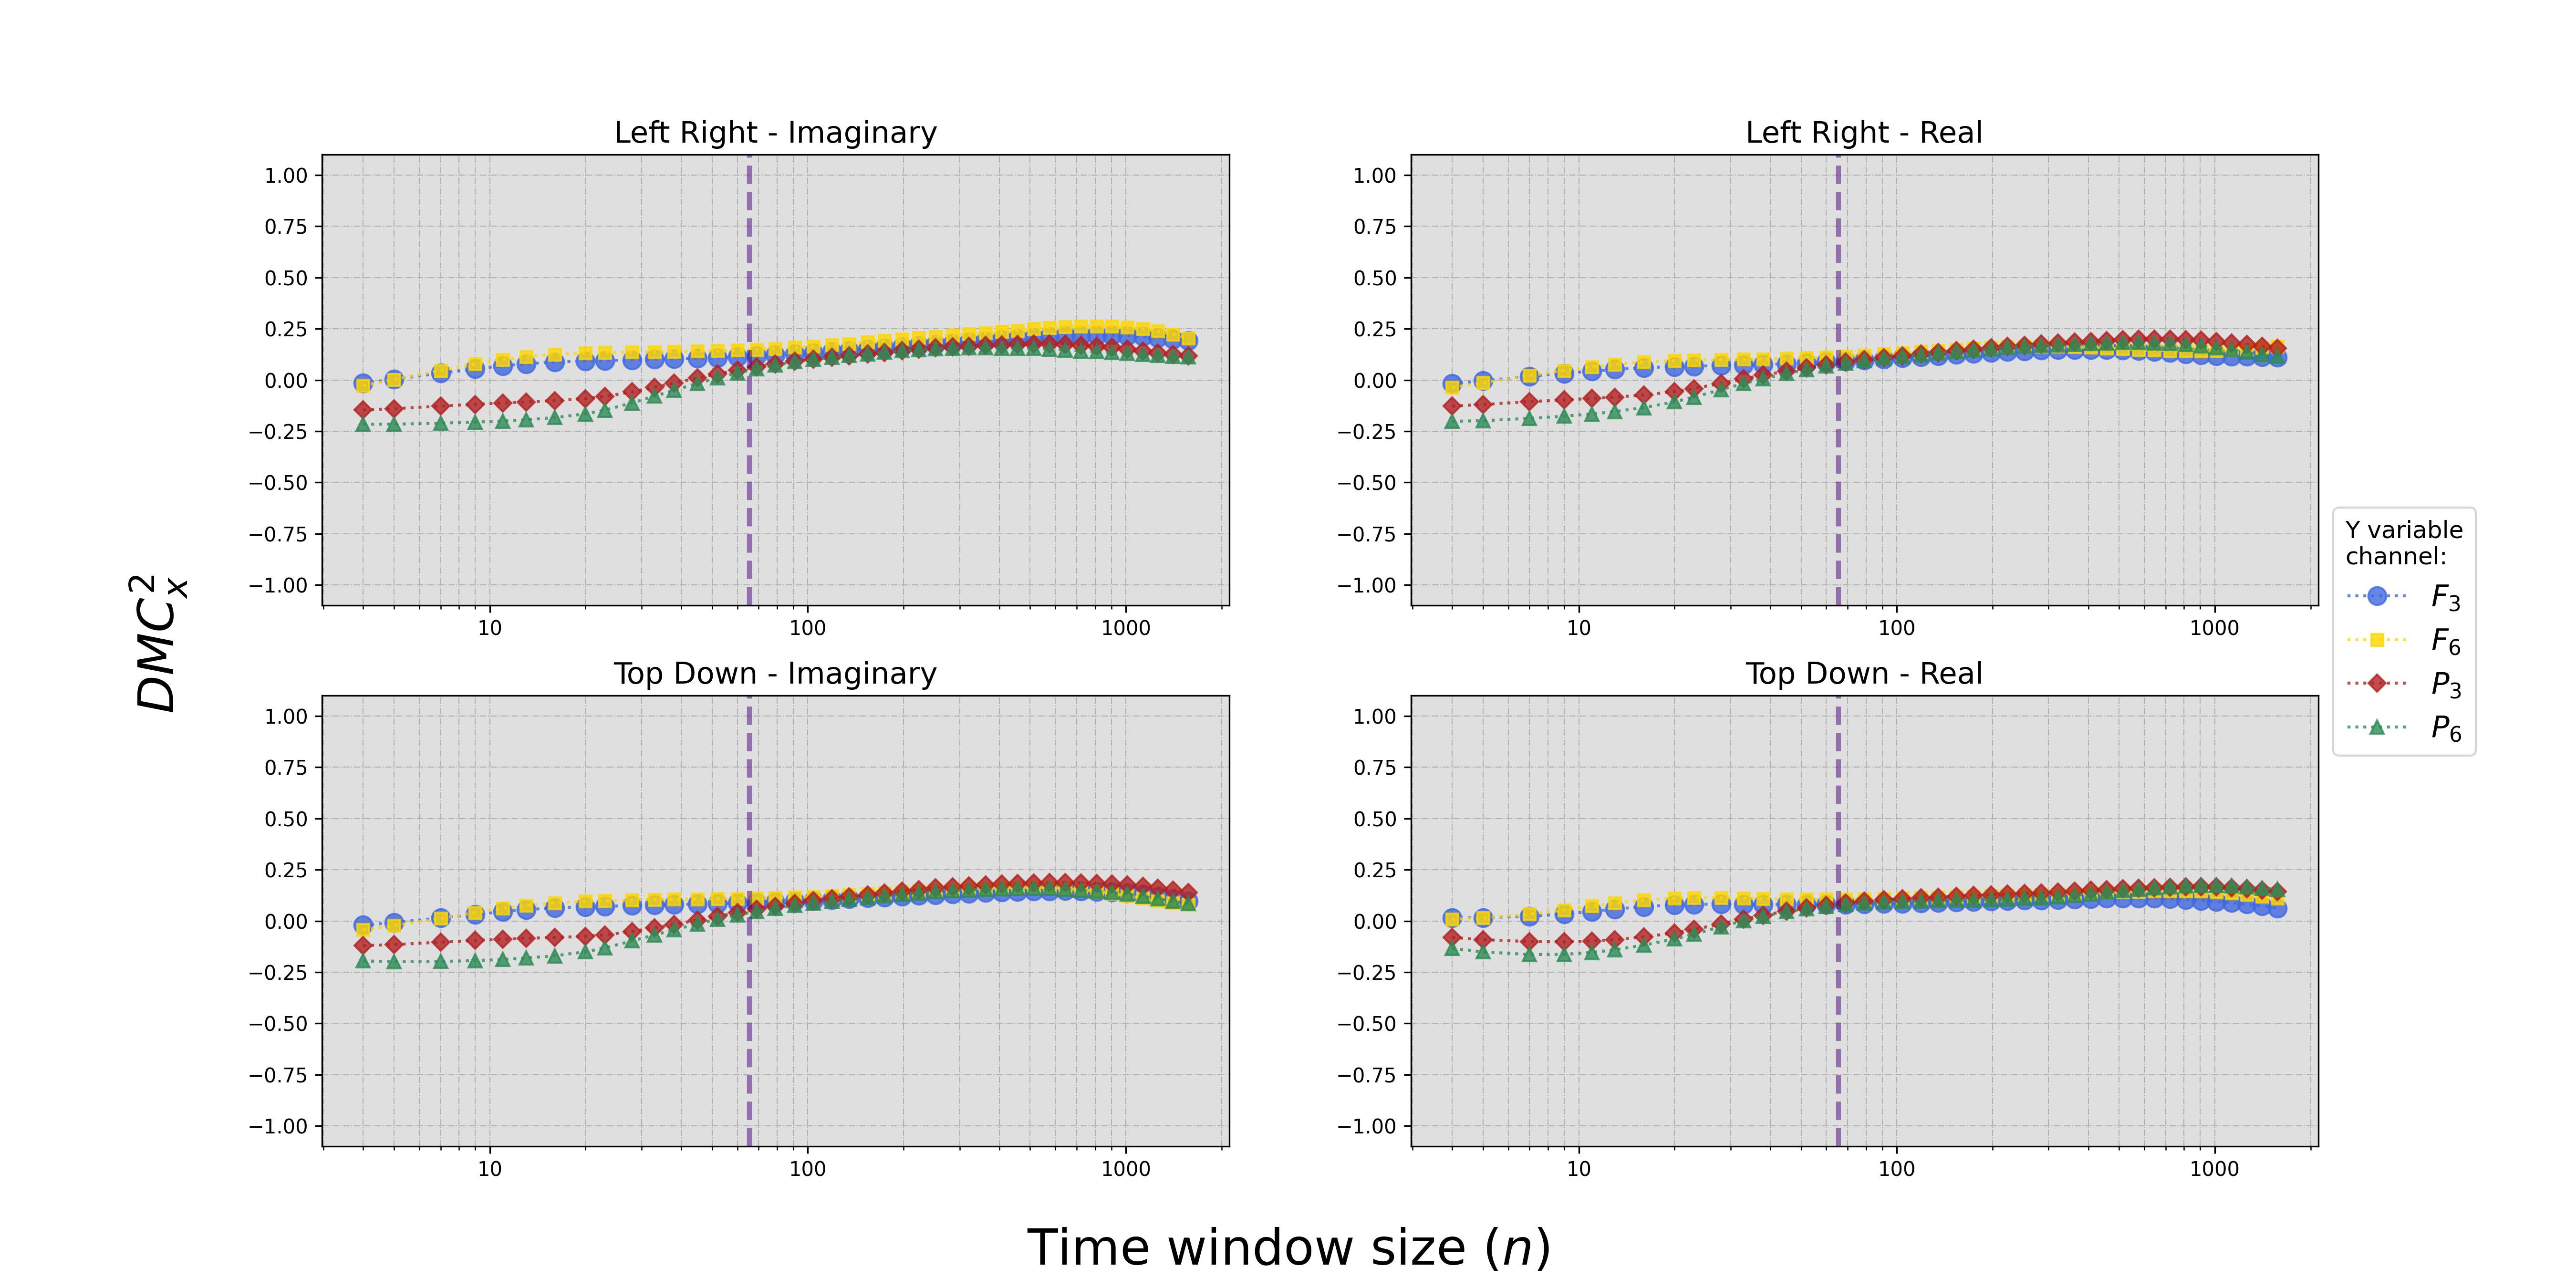 Left Right - Imaginary
1.00
0.75
0.50
0.25
0.00
−0.25
−0.50
−0.75
−1.00
10 100 1000
Left Right - Real
1.00
0.75
0.50
0.25
0.00
−0.25
−0.50
−0.75
−1.00
10 100 1000
Top Down - Imaginary
1.00
0.75
0.50
0.25
0.00
−0.25
−0.50
−0.75
−1.00
10 100 1000
Top Down - Real
1.00
0.75
0.50
0.25
0.00
−0.25
−0.50
−0.75
−1.00
10 100 1000
Y variable
channel:
F₃
F₆
P₃
P₆
DMC²ₓ
Time window size (n)